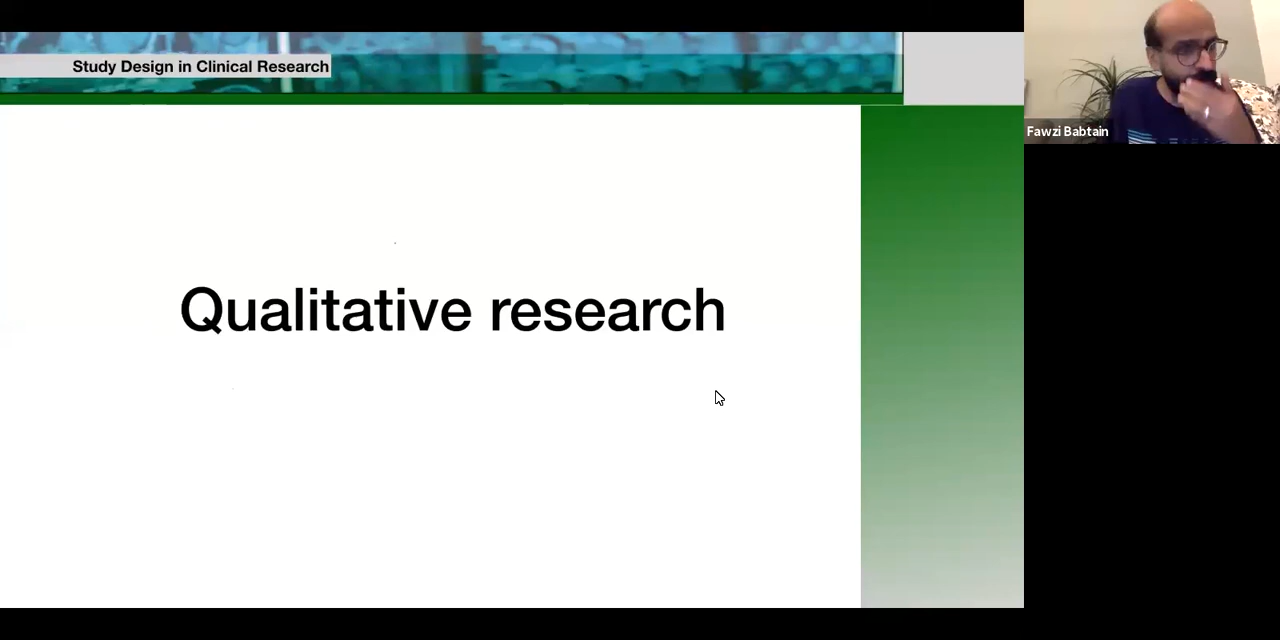 Study Design in Clinical Research
Fawzi Babtain
Qualitative research